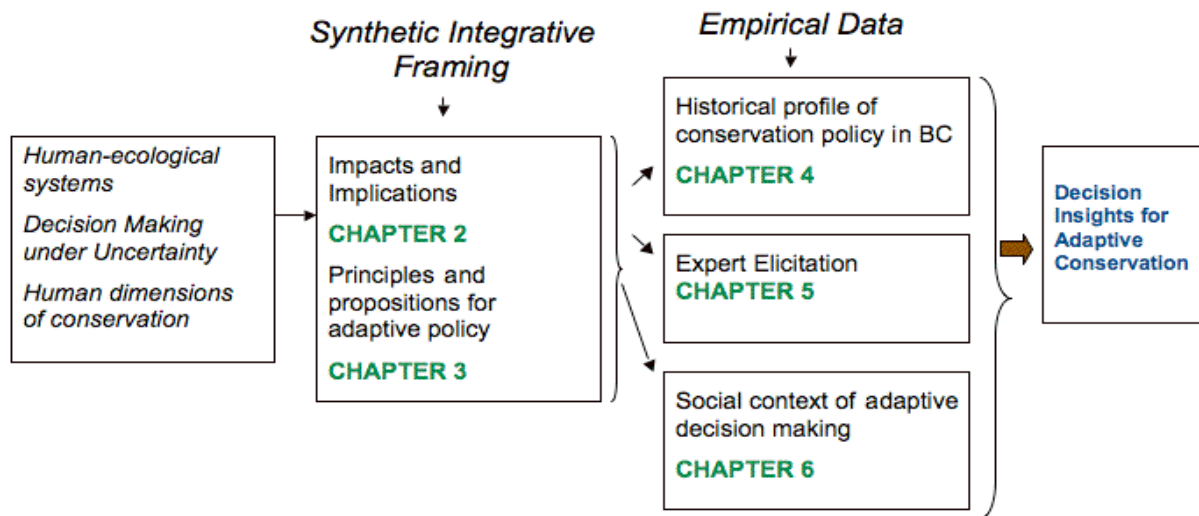 Synthetic Integrative
Framing
Empirical Data
Human-ecological
systems
Decision Making
under Uncertainty
Human dimensions
of conservation
Impacts and
Implications
CHAPTER 2
Principles and
propositions for
adaptive policy
CHAPTER 3
Historical profile of
conservation policy in BC
CHAPTER 4
Expert Elicitation
CHAPTER 5
Social context of adaptive
decision making
CHAPTER 6
Decision
Insights for
Adaptive
Conservation